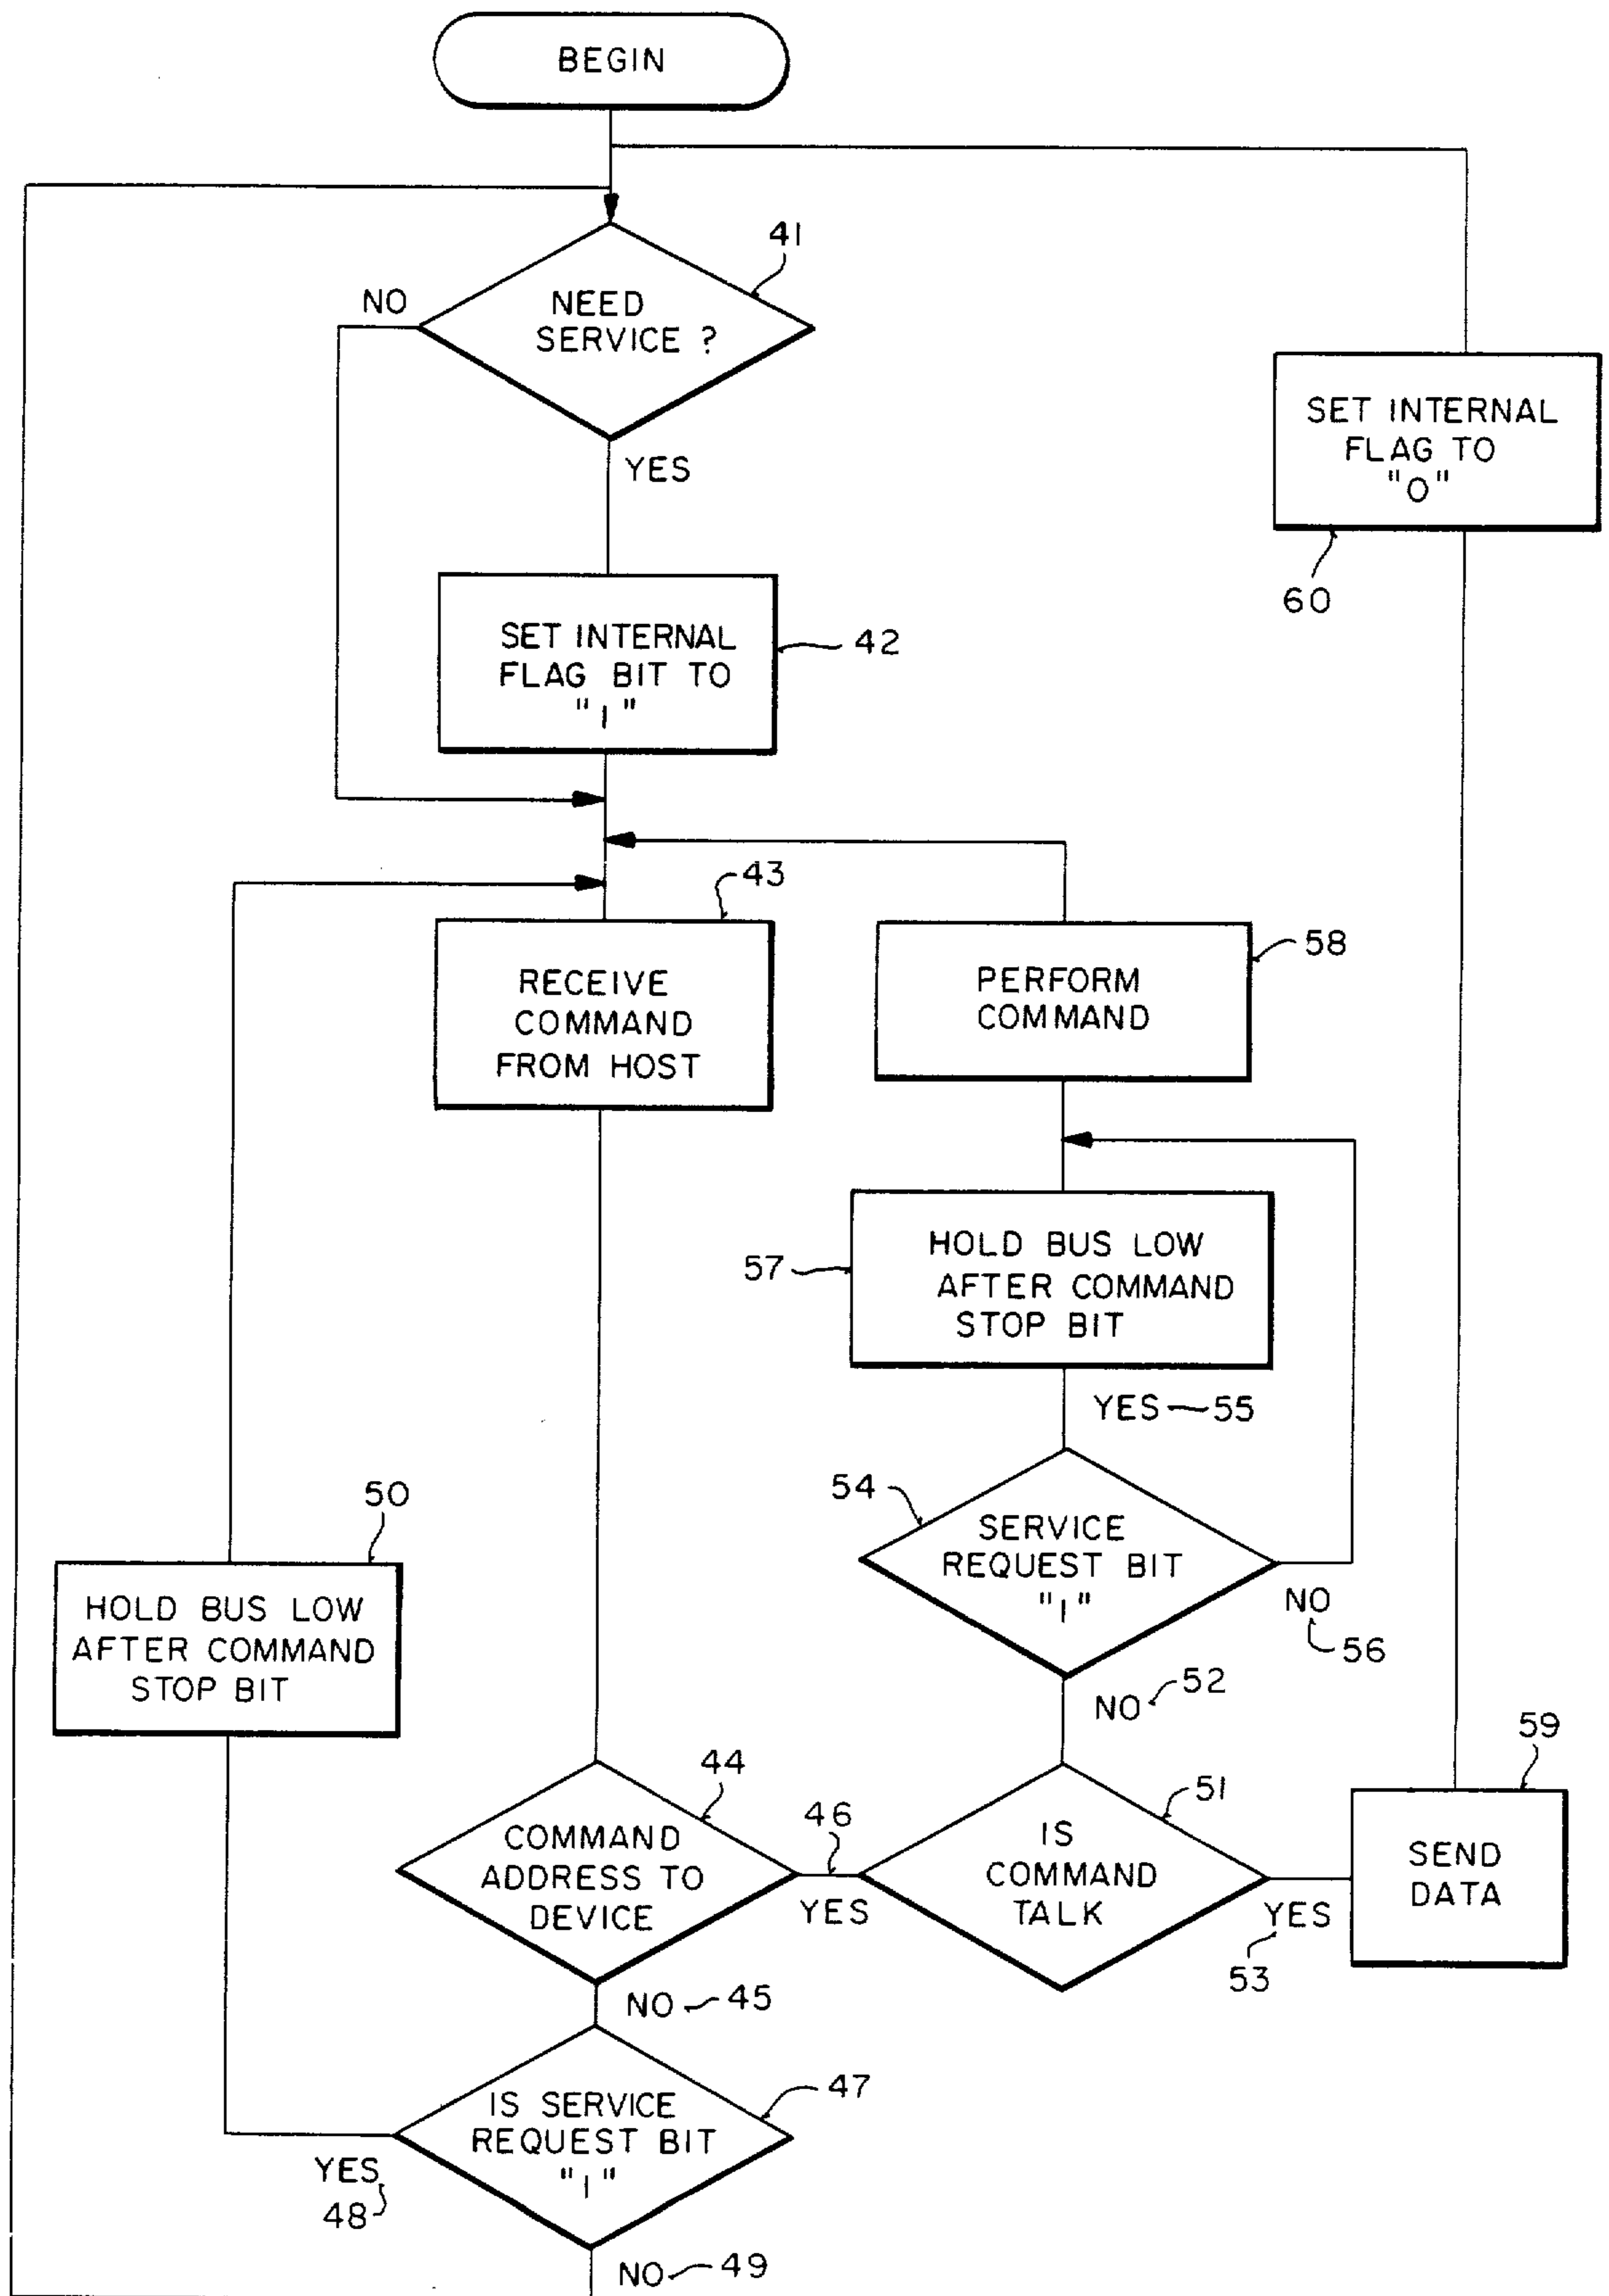 BEGIN
41
NO
NEED
SERVICE ?
YES
SET INTERNAL
FLAG TO
"0"
60
SET INTERNAL
FLAG BIT TO
"1"
42
43
RECEIVE
COMMAND
FROM HOST
58
PERFORM
COMMAND
57
HOLD BUS LOW
AFTER COMMAND
STOP BIT
YES 55
54
SERVICE
REQUEST BIT
"1"
NO
56
50
HOLD BUS LOW
AFTER COMMAND
STOP BIT
NO 52
44
COMMAND
ADDRESS TO
DEVICE
46
YES
51
IS
COMMAND
TALK
YES
53
59
SEND
DATA
NO 45
47
IS SERVICE
REQUEST BIT
"1"
YES
48
NO 49